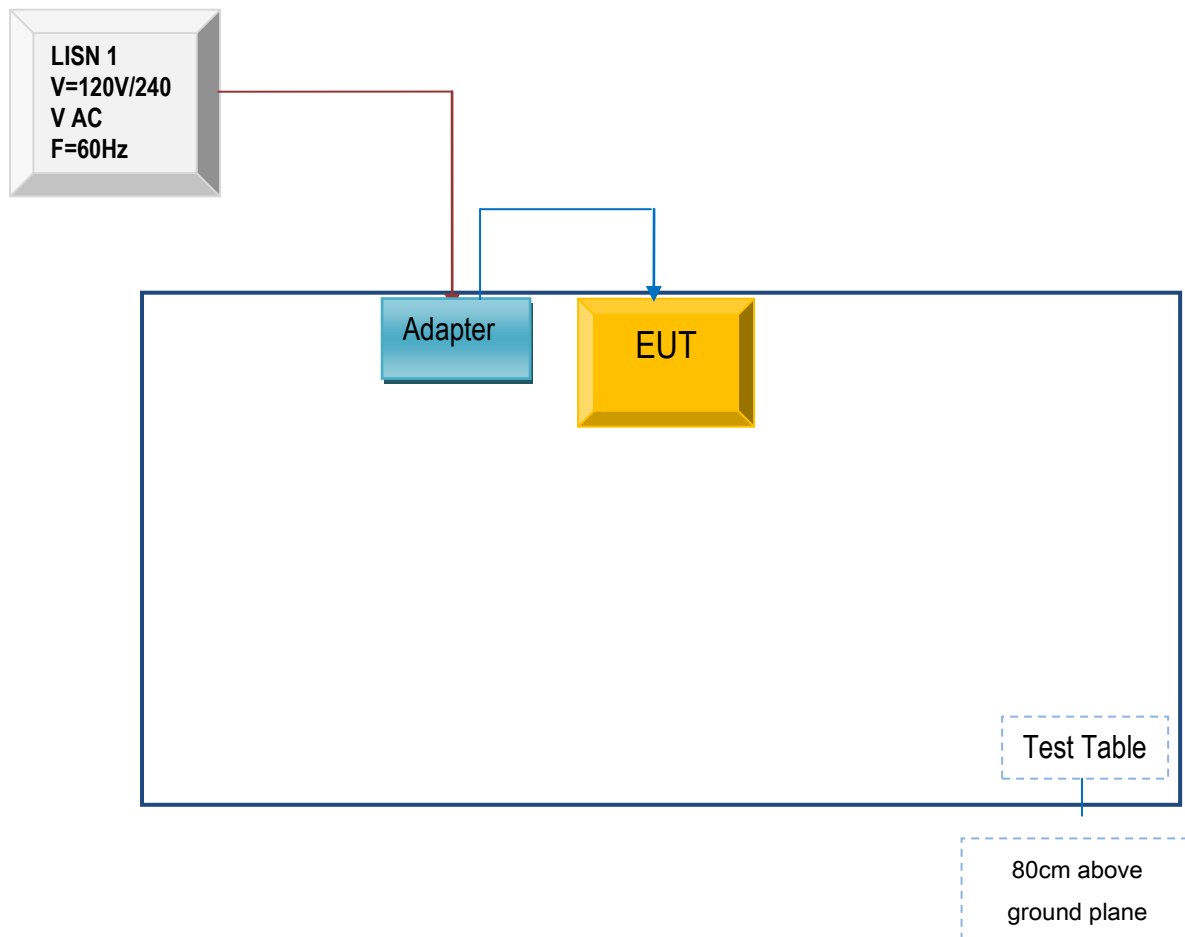 LISN 1
V=120V/240
V AC
F=60Hz
Adapter
EUT
Test Table
80cm above
ground plane